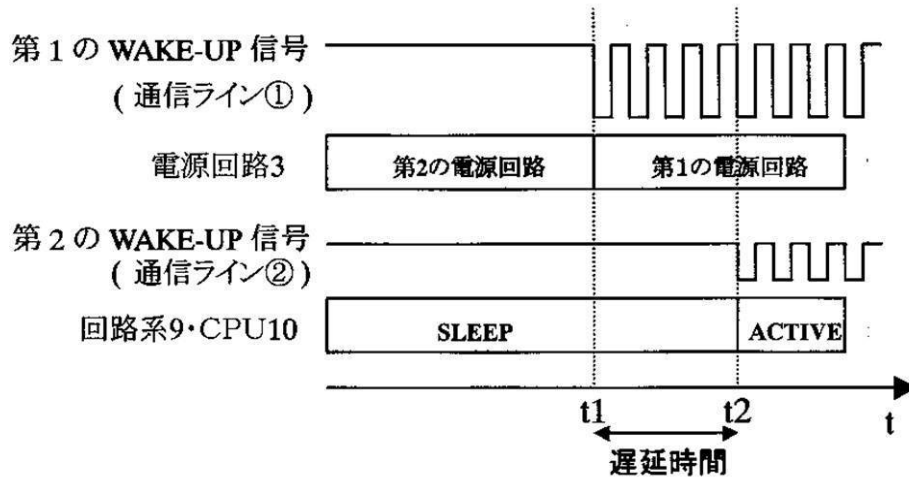 第1の WAKE-UP 信号
( 通信ライン① )
電源回路3
第2の電源回路
第1の電源回路
第2の WAKE-UP 信号
( 通信ライン② )
回路系9・CPU10
SLEEP
ACTIVE
t1
t2
t
遅延時間